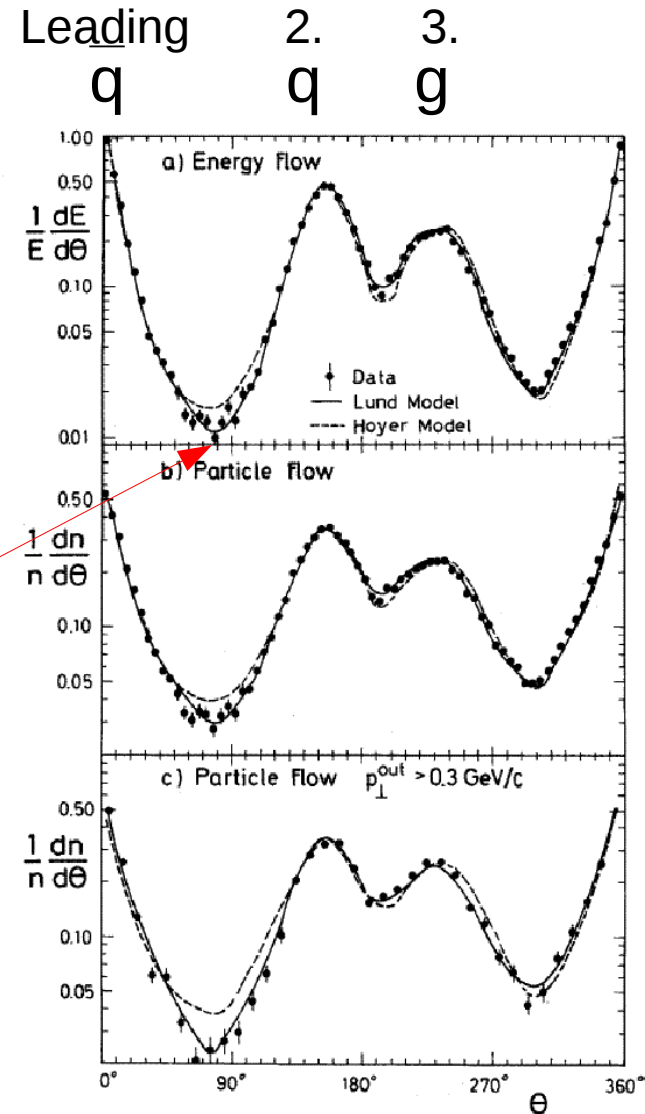 Leading 2. 3.
q̅ q g
1.00
a) Energy flow
0.50
1/E dE/dθ
0.10
0.05
Data
Lund Model
Hoyer Model
0.01
b) Particle flow
0.50
1/n dn/dθ
0.10
0.05
c) Particle flow p⊥^out > 0.3 GeV/c
0.50
1/n dn/dθ
0.10
0.05
0° 90° 180° 270° 360°
θ